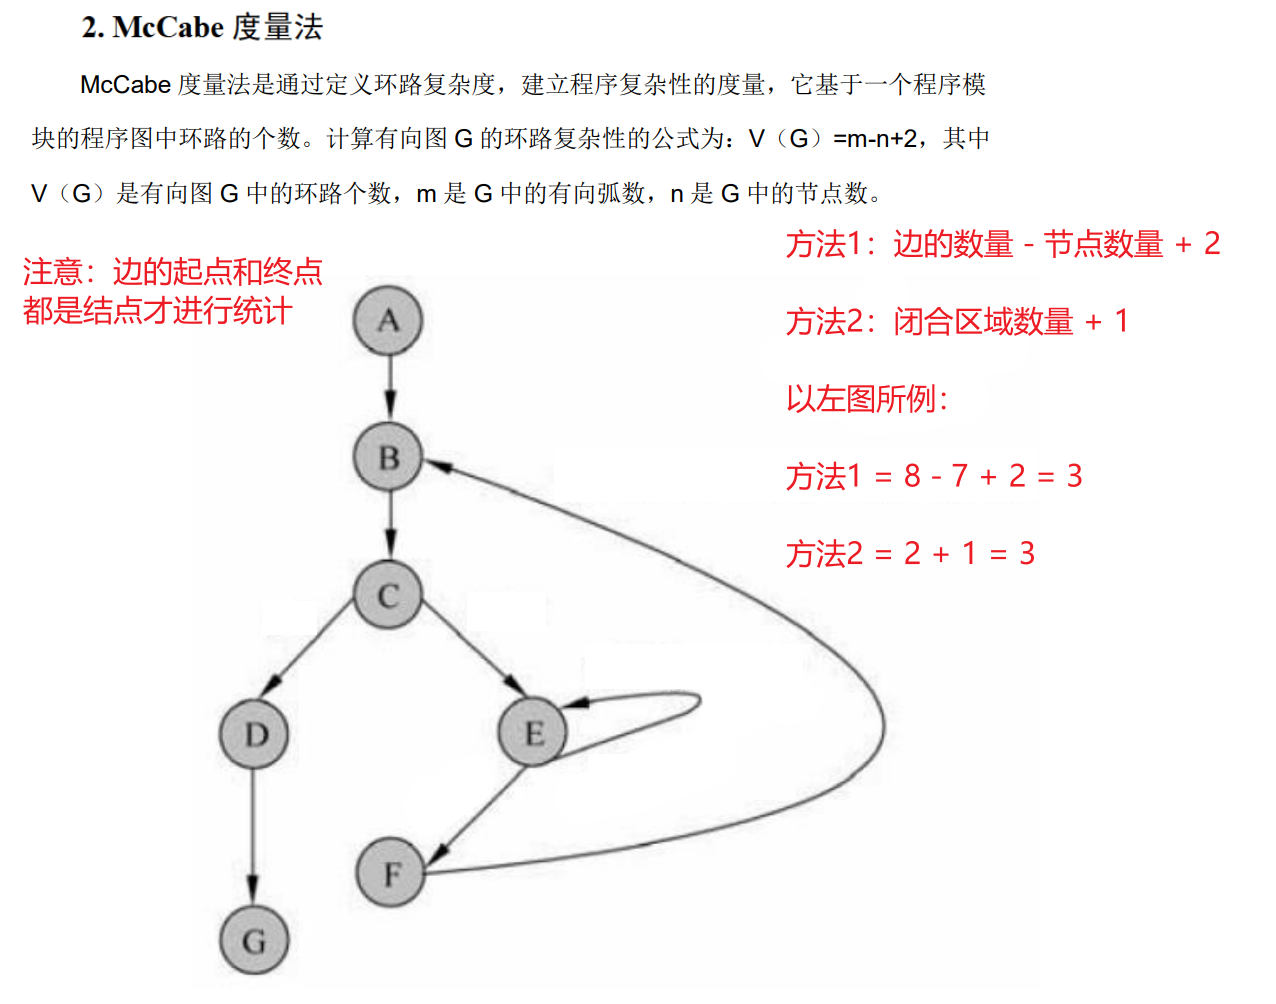 2. McCabe 度量法
McCabe 度量法是通过定义环路复杂度，建立程序复杂性的度量，它基于一个程序模
块的程序图中环路的个数。计算有向图 G 的环路复杂性的公式为：V（G）=m-n+2，其中
V（G）是有向图 G 中的环路个数，m 是 G 中的有向弧数，n 是 G 中的节点数。
方法1：边的数量 - 节点数量 + 2
注意：边的起点和终点
都是结点才进行统计
方法2：闭合区域数量 + 1
以左图所例：
方法1 = 8 - 7 + 2 = 3
方法2 = 2 + 1 = 3
A
B
C
D
E
F
G